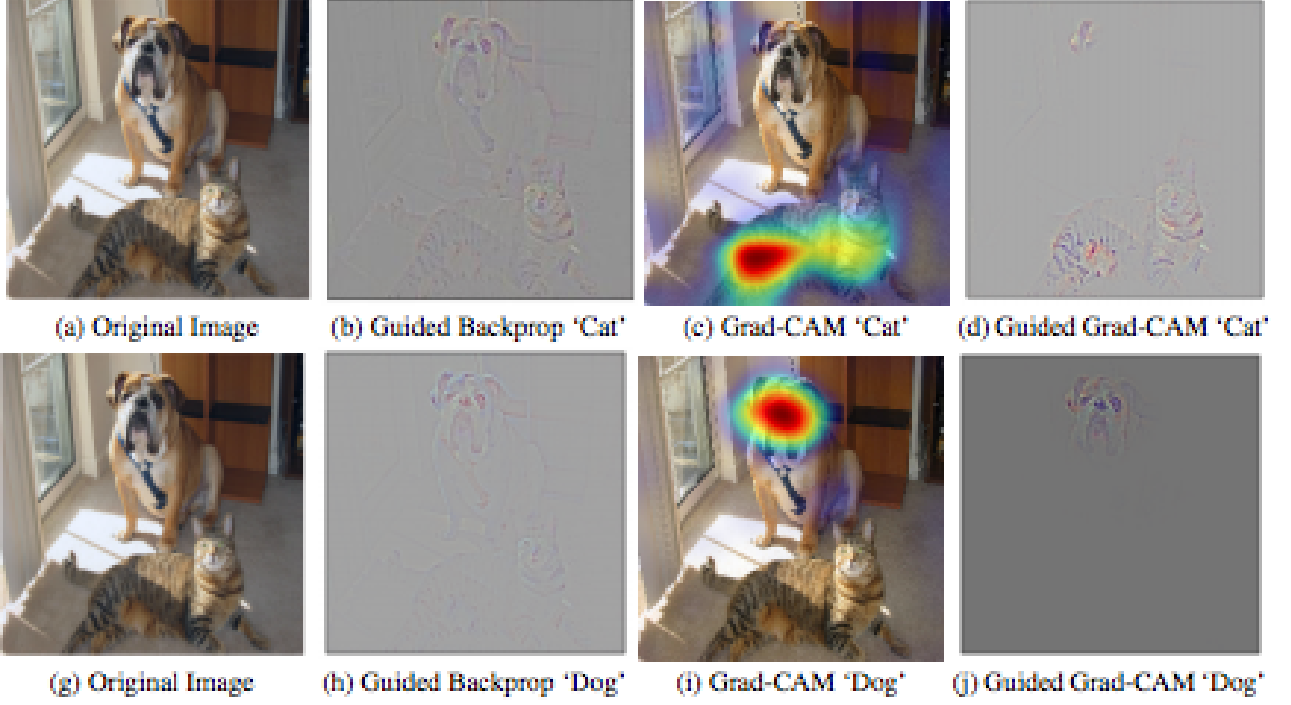 (a) Original Image
(b) Guided Backprop ‘Cat’
(c) Grad-CAM ‘Cat’
(d) Guided Grad-CAM ‘Cat’
(g) Original Image
(h) Guided Backprop ‘Dog’
(i) Grad-CAM ‘Dog’
(j) Guided Grad-CAM ‘Dog’